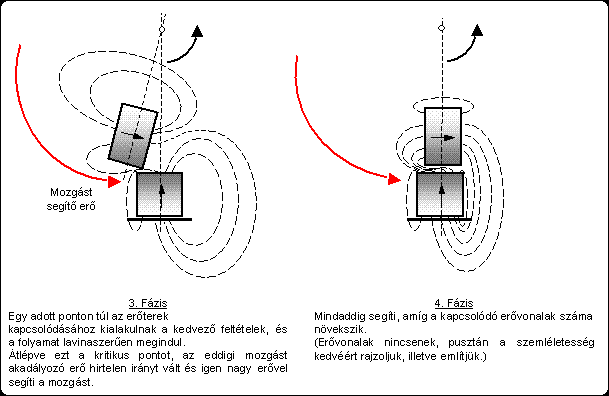 Mozgást
segítő erő
3. Fázis
Egy adott ponton túl az erőterek
kapcsolódásához kialakulnak a kedvező feltételek, és
a folyamat lavinaszerűen megindul.
Átlépve ezt a kritikus pontot, az eddigi mozgást
akadályozó erő hirtelen irányt vált és igen nagy erővel
segíti a mozgást.
4. Fázis
Mindaddig segíti, amíg a kapcsolódó erővonalak száma
növekszik.
(Erővonalak nincsenek, pusztán a szemléletesség
kedvéért rajzoljuk, illetve említjük.)